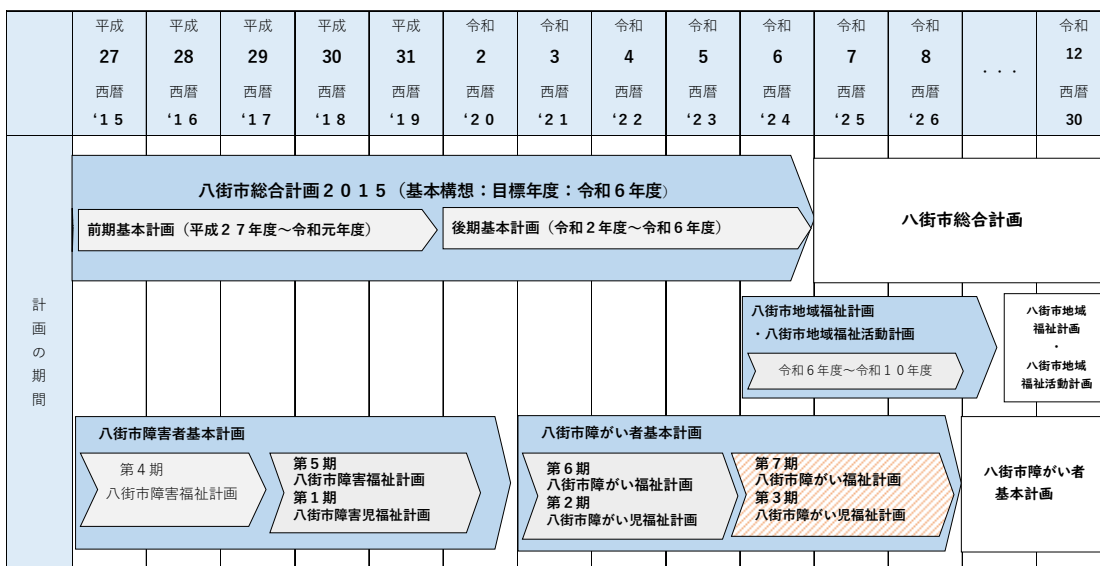 平成 平成 平成 平成 平成 令和 令和 令和 令和 令和 令和 令和 令和
27 28 29 30 31 2 3 4 5 6 7 8 ・・・ 12
西暦 西暦 西暦 西暦 西暦 西暦 西暦 西暦 西暦 西暦 西暦 西暦 西暦
‘15 ‘16 ‘17 ‘18 ‘19 ‘20 ‘21 ‘22 ‘23 ‘24 ‘25 ‘26 30
計画の期間
八街市総合計画2015(基本構想:目標年度:令和6年度)
前期基本計画(平成27年度~令和元年度)
後期基本計画(令和2年度~令和6年度)
八街市総合計画
八街市地域福祉計画
・八街市地域福祉活動計画
令和6年度~令和10年度
八街市地域
福祉計画
・
八街市地域
福祉活動計画
八街市障害者基本計画
第4期
八街市障害福祉計画
第5期
八街市障害福祉計画
第1期
八街市障害児福祉計画
八街市障がい者基本計画
第6期
八街市障がい福祉計画
第2期
八街市障がい児福祉計画
第7期
八街市障がい福祉計画
第3期
八街市障がい児福祉計画
八街市障がい者
基本計画